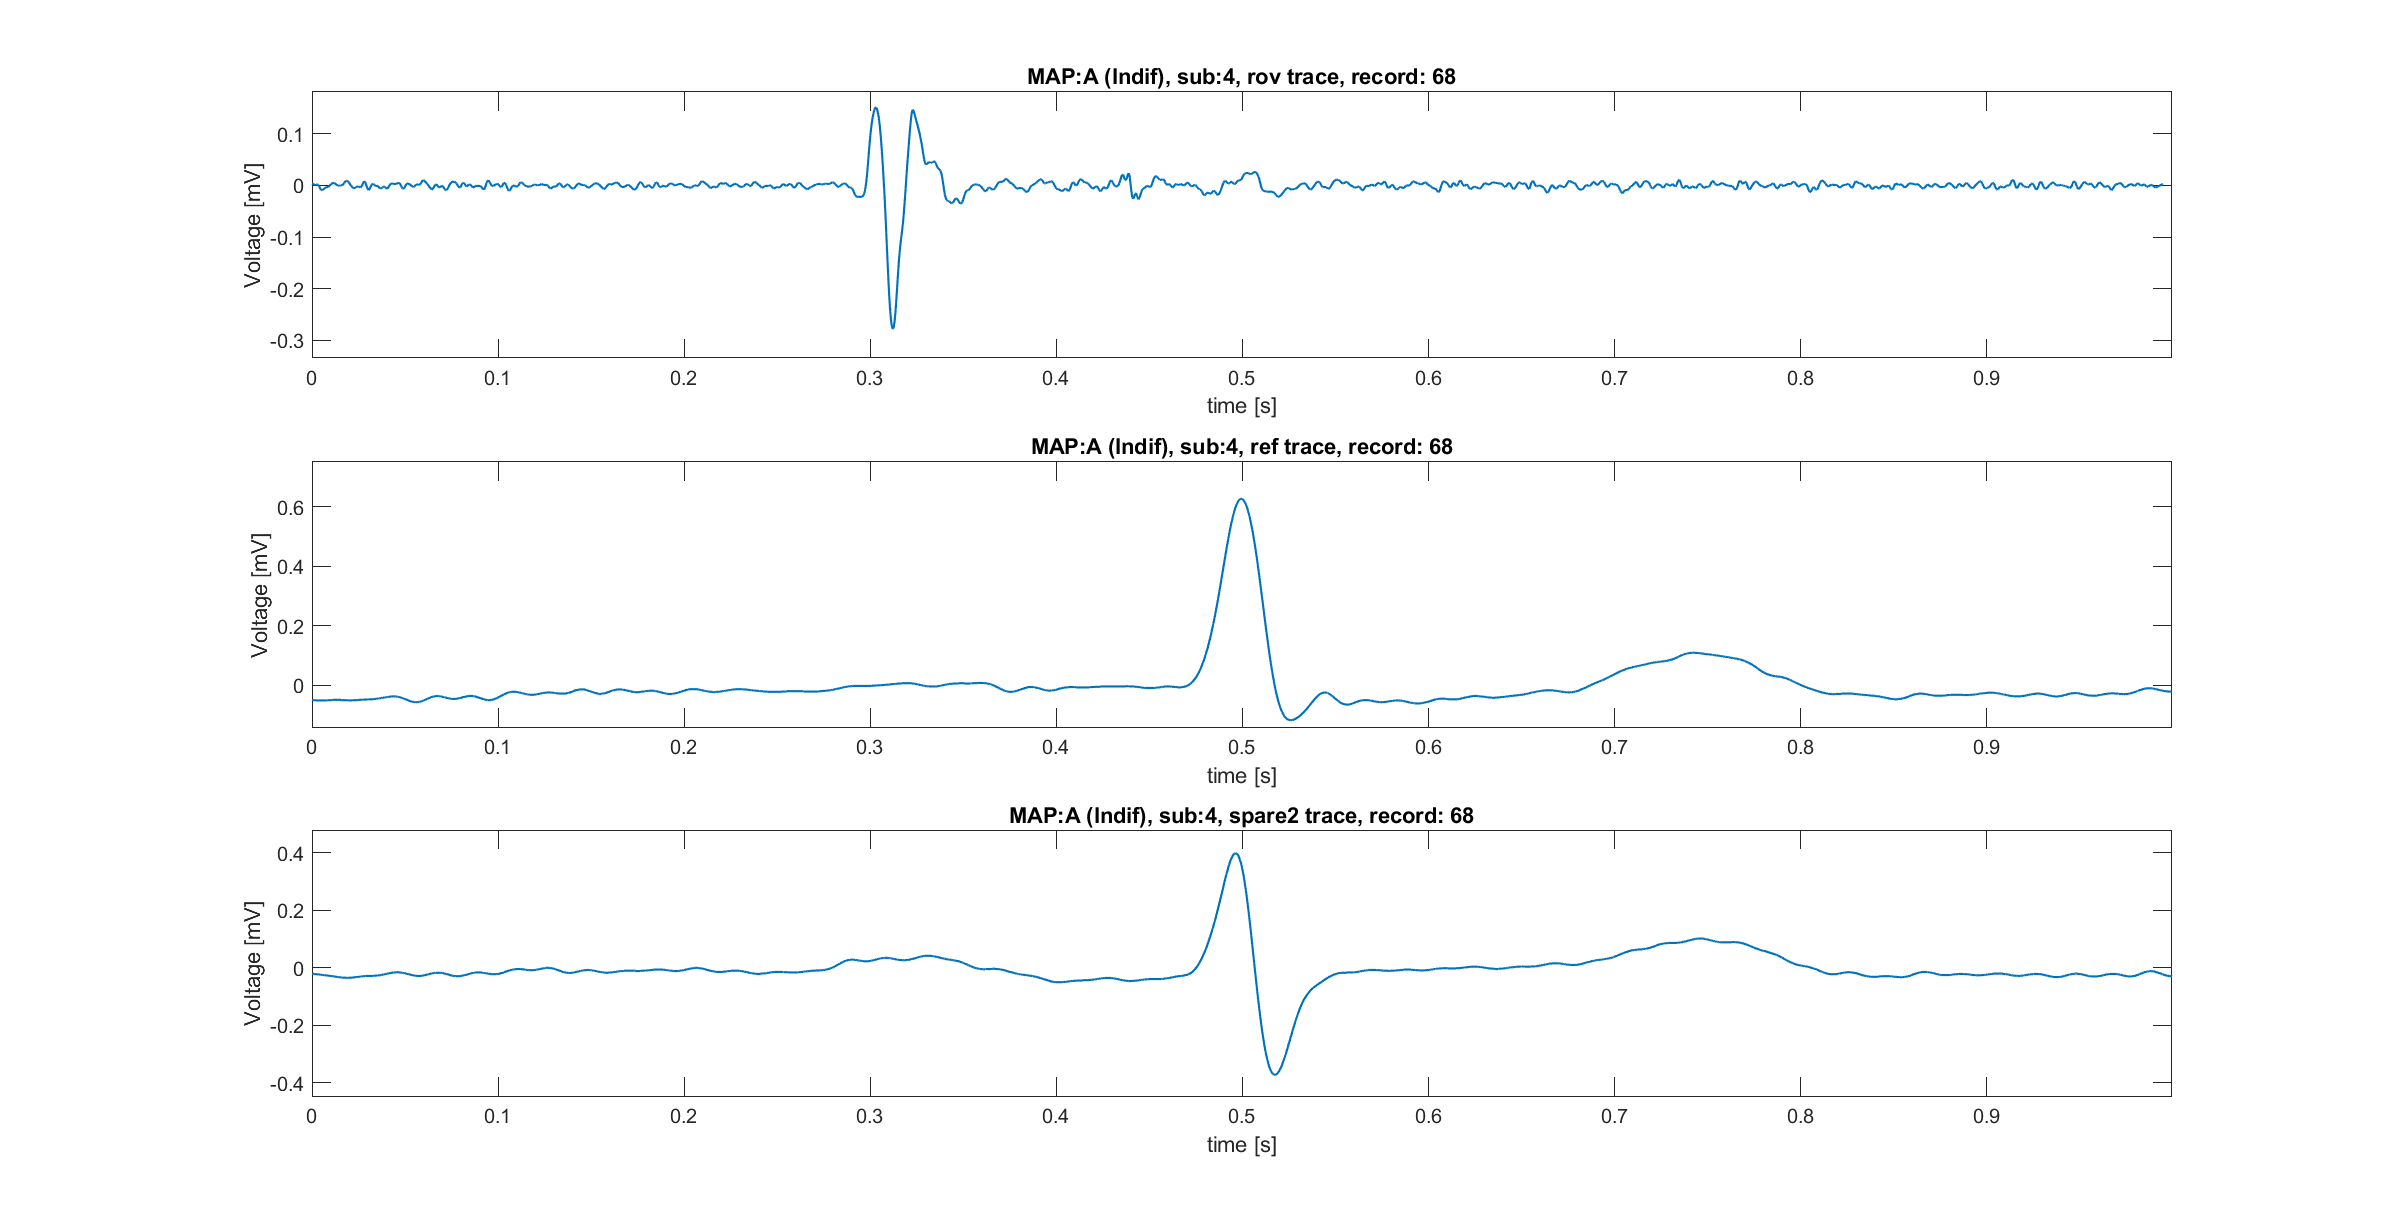 MAP:A (Indif), sub:4, rov trace, record: 68
Voltage [mV]
0.1
0
-0.1
-0.2
-0.3
0 0.1 0.2 0.3 0.4 0.5 0.6 0.7 0.8 0.9
time [s]
MAP:A (Indif), sub:4, ref trace, record: 68
Voltage [mV]
0.6
0.4
0.2
0
0 0.1 0.2 0.3 0.4 0.5 0.6 0.7 0.8 0.9
time [s]
MAP:A (Indif), sub:4, spare2 trace, record: 68
Voltage [mV]
0.4
0.2
0
-0.2
-0.4
0 0.1 0.2 0.3 0.4 0.5 0.6 0.7 0.8 0.9
time [s]